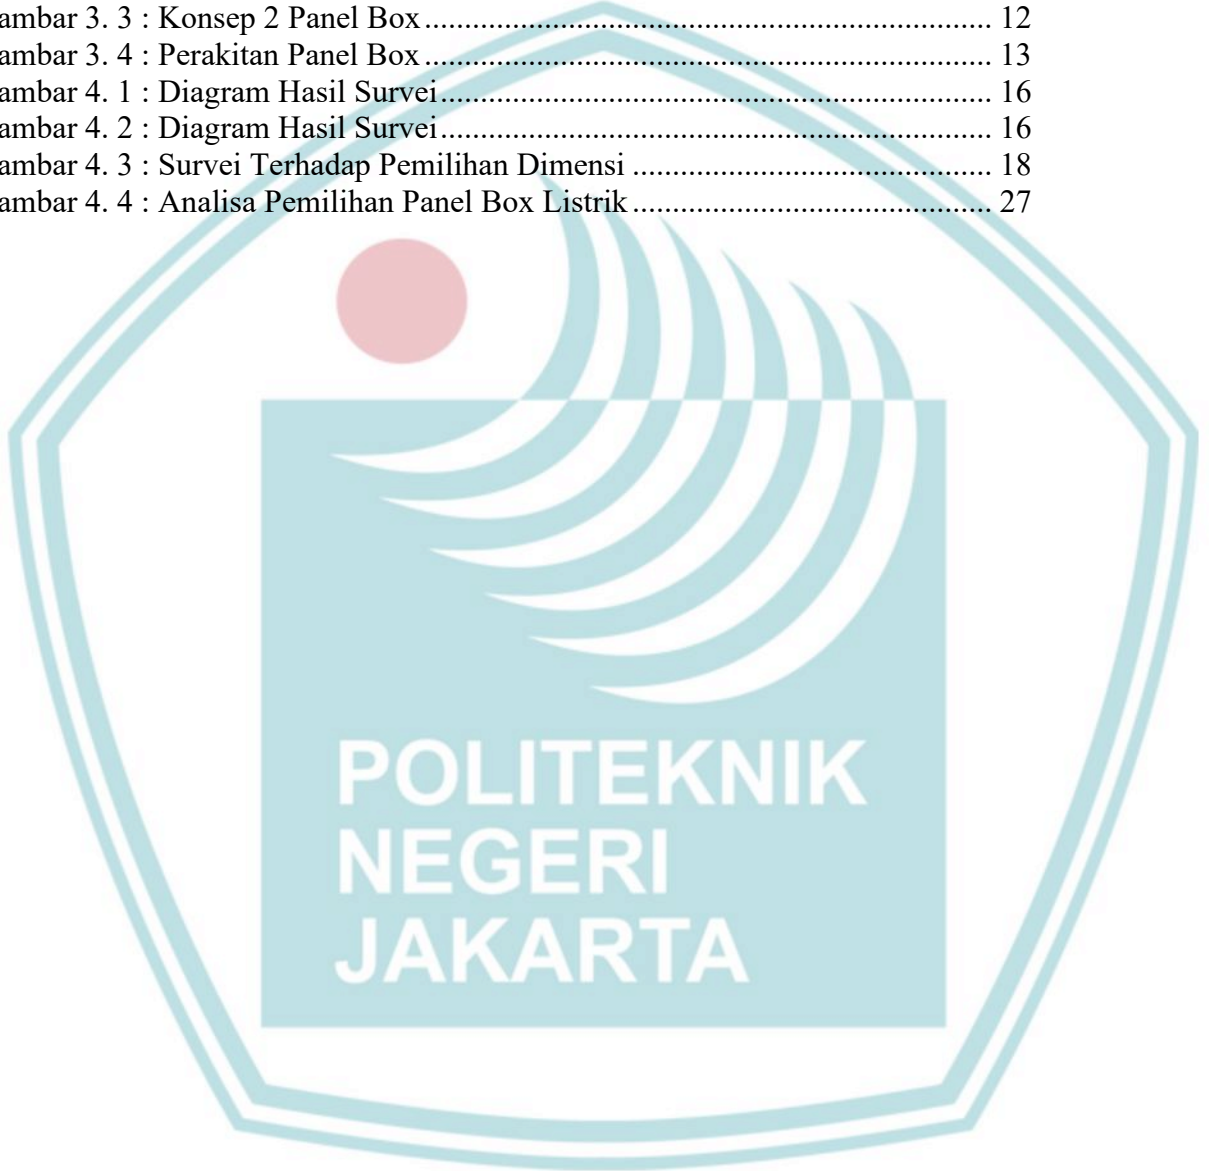 ambar 3. 3 : Konsep 2 Panel Box ...................................................................... 12
ambar 3. 4 : Perakitan Panel Box ...................................................................... 13
ambar 4. 1 : Diagram Hasil Survei .................................................................... 16
ambar 4. 2 : Diagram Hasil Survei .................................................................... 16
ambar 4. 3 : Survei Terhadap Pemilihan Dimensi ............................................ 18
ambar 4. 4 : Analisa Pemilihan Panel Box Listrik ............................................ 27
POLITEKNIK
NEGERI
JAKARTA